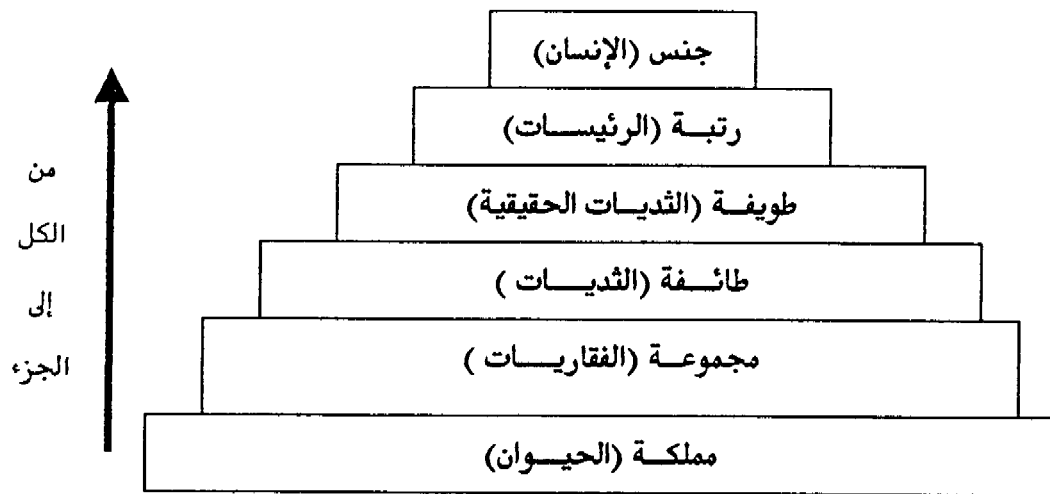 جنس (الإنسان)
رتبة (الرئيسات)
طويفة (الثديات الحقيقية)
طائفة (الثديات )
مجموعة (الفقاريات )
مملكة (الحيوان)
من
الكل
إلى
الجزء